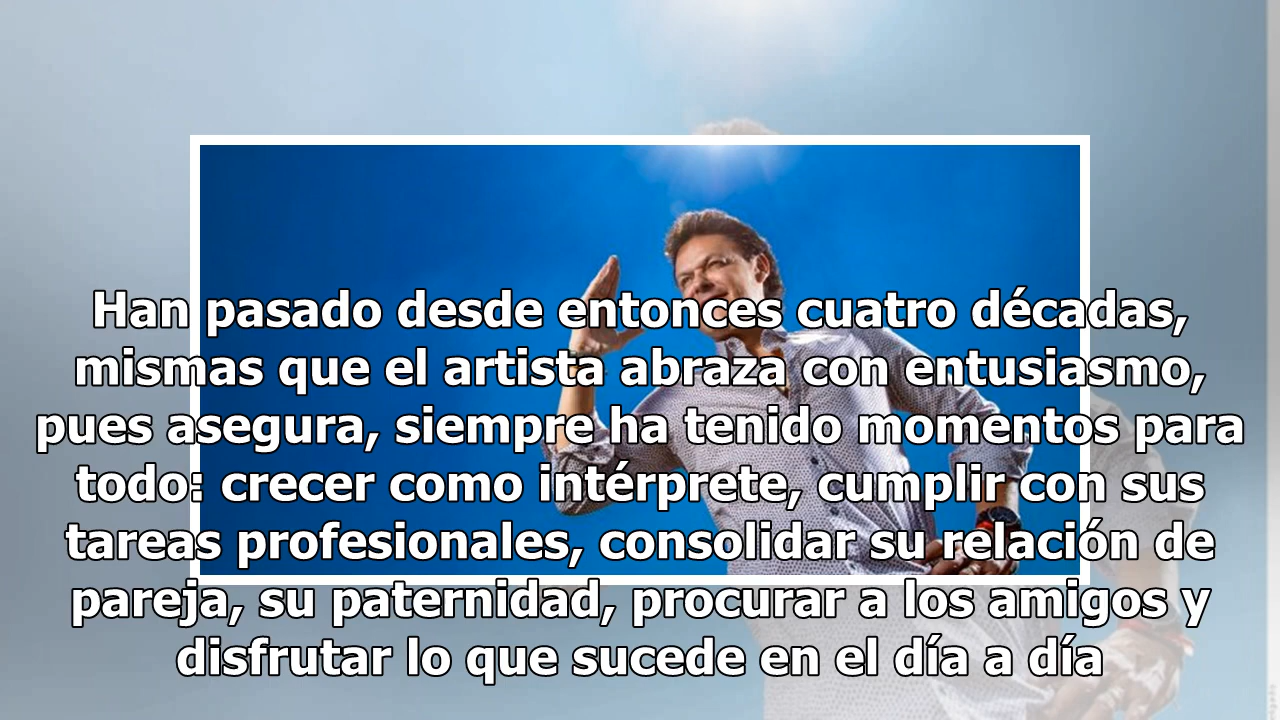 Han pasado desde entonces cuatro décadas,
mismas que el artista abraza con entusiasmo,
pues asegura, siempre ha tenido momentos para
todo: crecer como intérprete, cumplir con sus
tareas profesionales, consolidar su relación de
pareja, su paternidad, procurar a los amigos y
disfrutar lo que sucede en el día a día